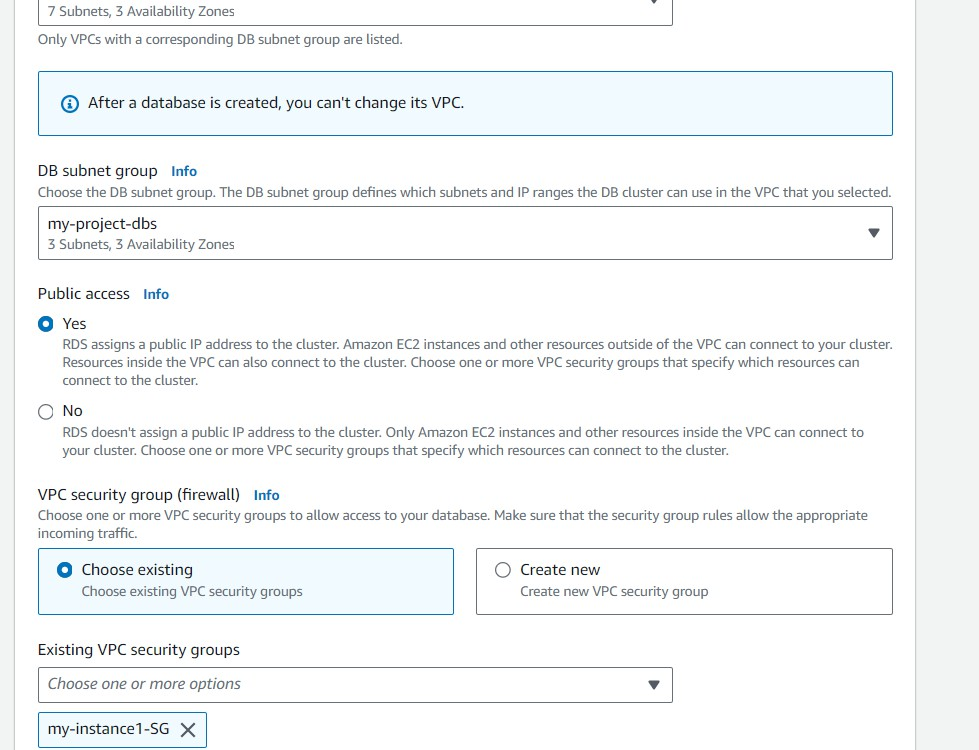 7 Subnets, 3 Availability Zones
Only VPCs with a corresponding DB subnet group are listed.
After a database is created, you can't change its VPC.
DB subnet group Info
Choose the DB subnet group. The DB subnet group defines which subnets and IP ranges the DB cluster can use in the VPC that you selected.
my-project-dbs
3 Subnets, 3 Availability Zones
Public access Info
Yes
RDS assigns a public IP address to the cluster. Amazon EC2 instances and other resources outside of the VPC can connect to your cluster.
Resources inside the VPC can also connect to the cluster. Choose one or more VPC security groups that specify which resources can
connect to the cluster.
No
RDS doesn't assign a public IP address to the cluster. Only Amazon EC2 instances and other resources inside the VPC can connect to
your cluster. Choose one or more VPC security groups that specify which resources can connect to the cluster.
VPC security group (firewall) Info
Choose one or more VPC security groups to allow access to your database. Make sure that the security group rules allow the appropriate
incoming traffic.
Choose existing
Choose existing VPC security groups
Create new
Create new VPC security group
Existing VPC security groups
Choose one or more options
my-instance1-SG